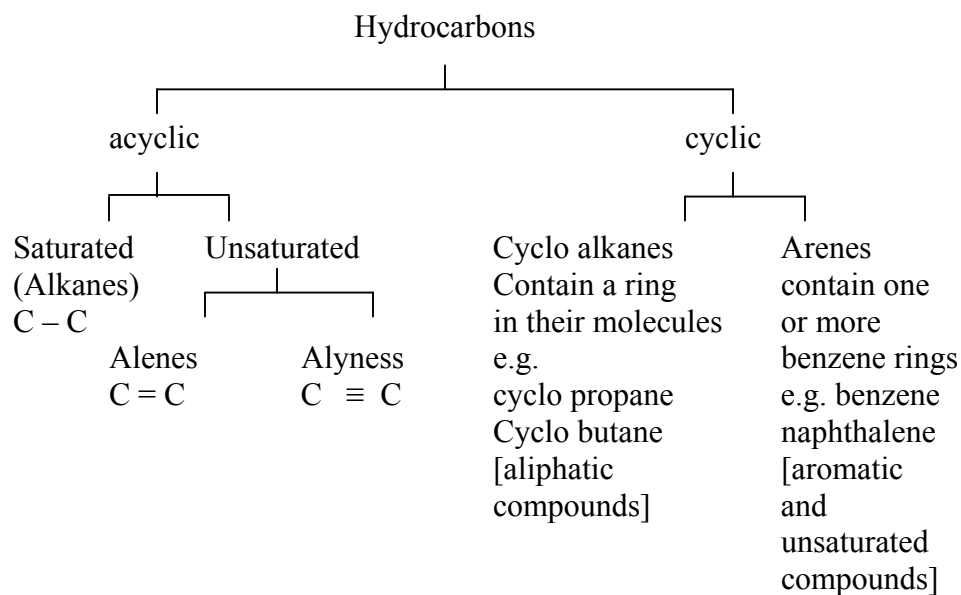 Hydrocarbons
acyclic
cyclic
Saturated
(Alkanes)
C – C
Unsaturated
Alenes
C = C
Alyness
C ≡ C
Cyclo alkanes
Contain a ring
in their molecules
e.g.
cyclo propane
Cyclo butane
[aliphatic
compounds]
Arenes
contain one
or more
benzene rings
e.g. benzene
naphthalene
[aromatic
and
unsaturated
compounds]